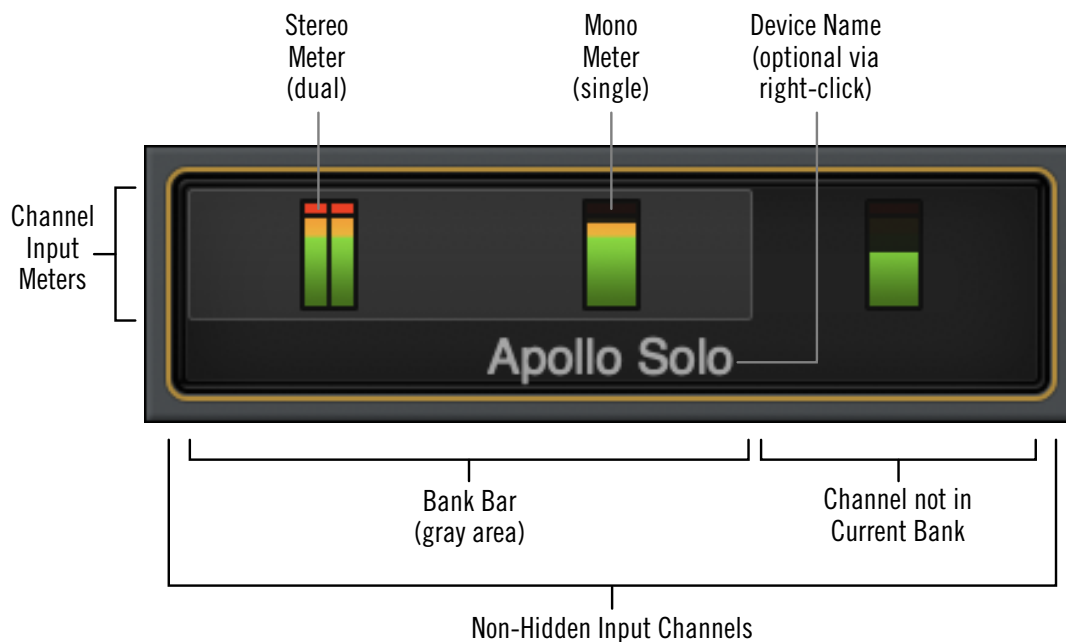 Stereo
Meter
(dual)
Mono
Meter
(single)
Device Name
(optional via
right-click)
Channel
Input
Meters
Apollo Solo
Bank Bar
(gray area)
Channel not in
Current Bank
Non-Hidden Input Channels